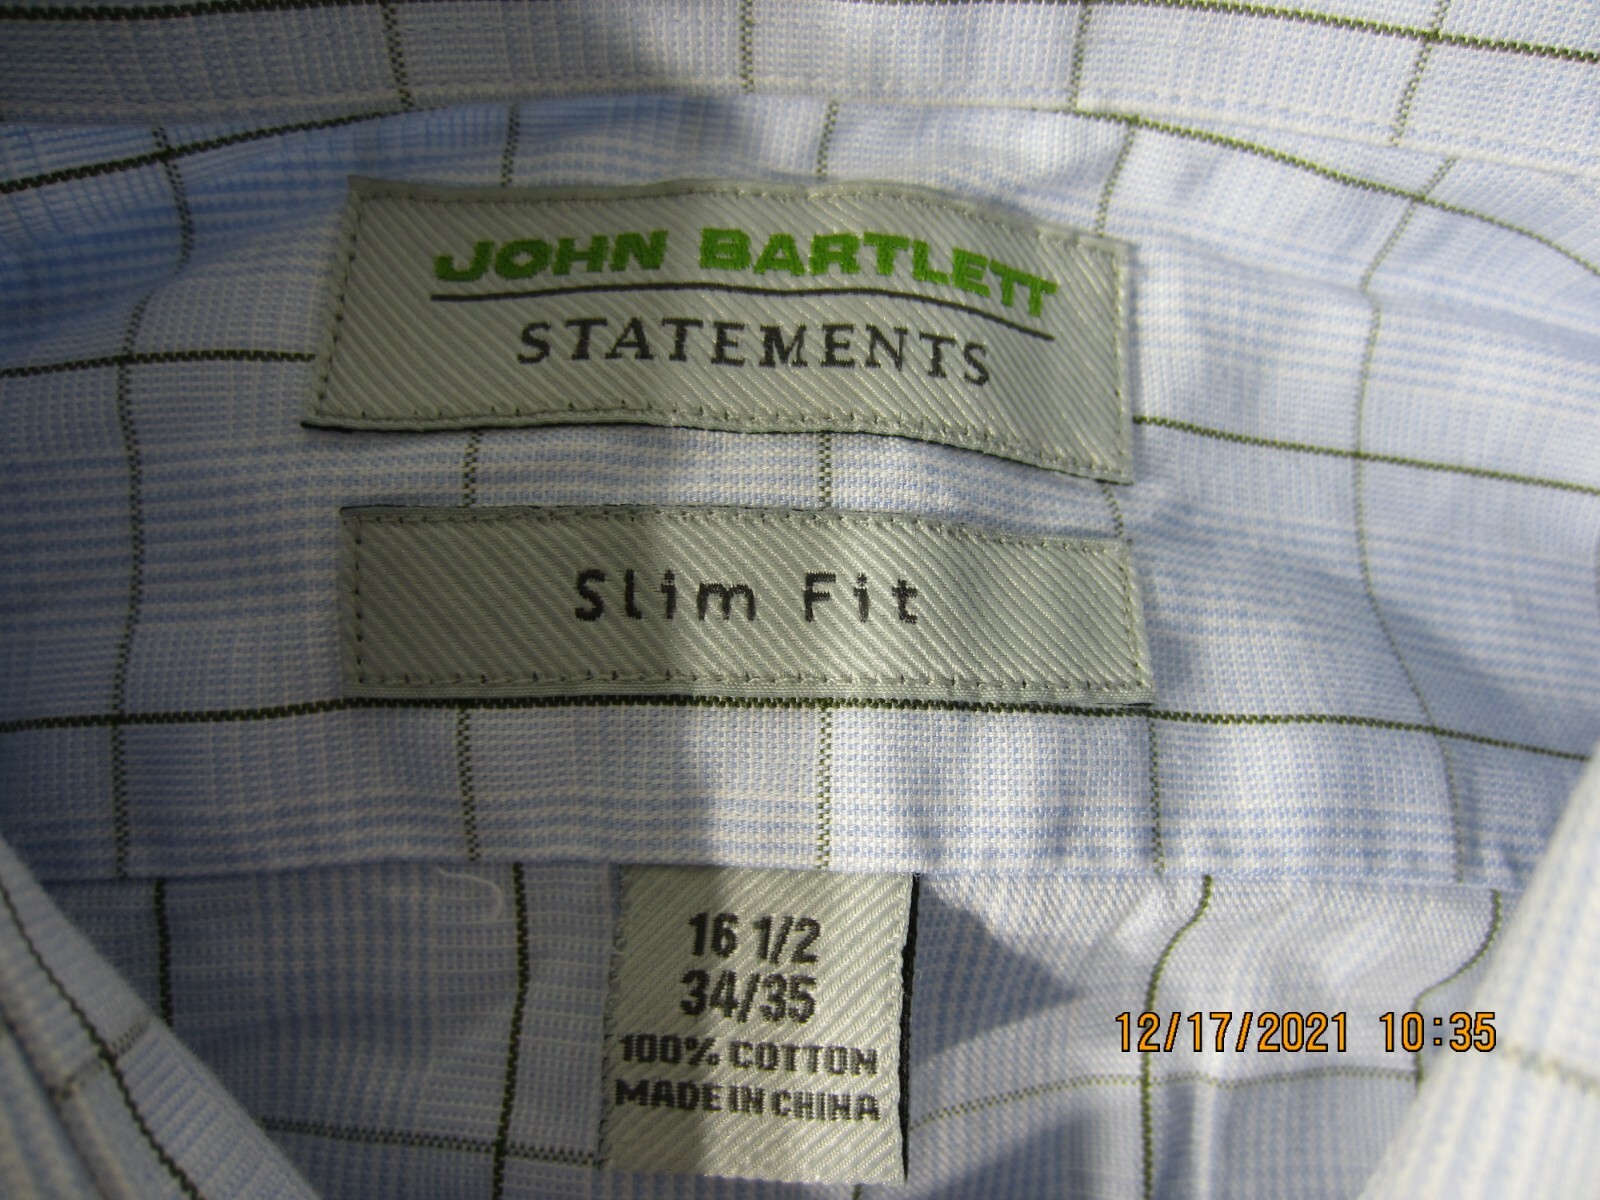 JOHN BARTLETT
STATEMENTS
Slim Fit
16 1/2
34/35
100% COTTON
MADE IN CHINA
12/17/2021 10:35